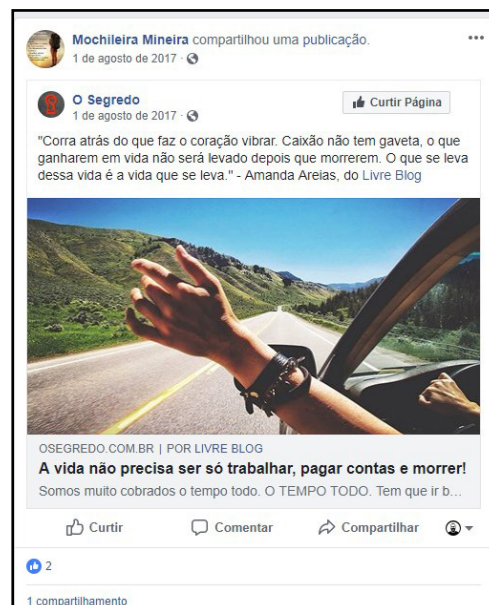 Mochileira Mineira compartilhou uma publicação.
1 de agosto de 2017 ·
O Segredo
1 de agosto de 2017 ·
Curtir Página
"Corra atrás do que faz o coração vibrar. Caixão não tem gaveta, o que
ganharem em vida não será levado depois que morrerem. O que se leva
dessa vida é a vida que se leva." - Amanda Areias, do Livre Blog
OSEGREDO.COM.BR | POR LIVRE BLOG
A vida não precisa ser só trabalhar, pagar contas e morrer!
Somos muito cobrados o tempo todo. O TEMPO TODO. Tem que ir b...
Curtir Comentar Compartilhar
2
1 compartilhamento